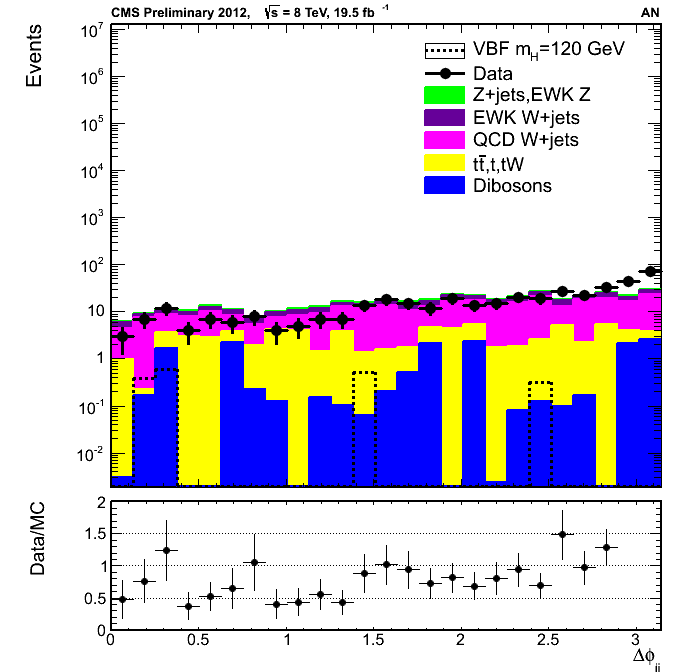 CMS Preliminary 2012, √s = 8 TeV, 19.5 fb⁻¹ AN
Events
10⁷
10⁶
10⁵
10⁴
10³
10²
10
1
10⁻¹
10⁻²
VBF m_H=120 GeV
Data
Z+jets,EWK Z
EWK W+jets
QCD W+jets
tt̄,t,tW
Dibosons
Data/MC
2
1.5
1
0.5
0
0 0.5 1 1.5 2 2.5 3
Δϕ_jj